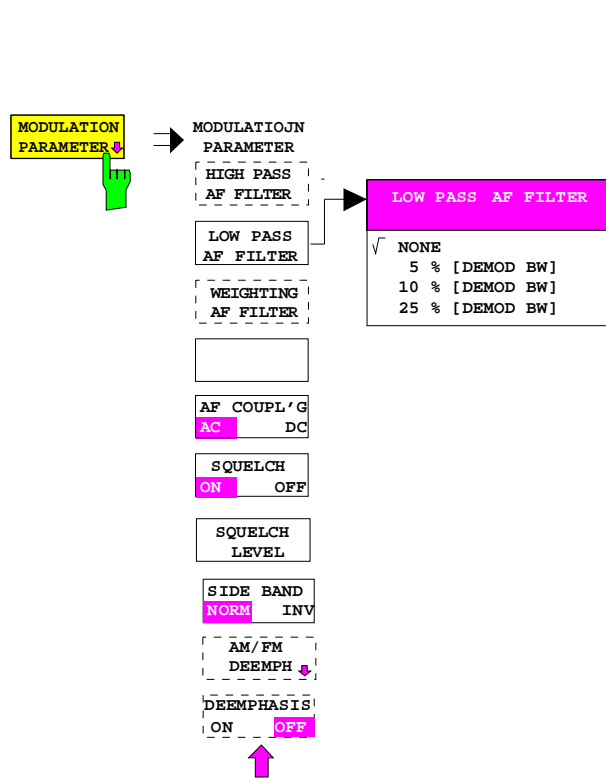 MODULATION
PARAMETER
MODULATIOJN
PARAMETER
HIGH PASS
AF FILTER
LOW PASS
AF FILTER
WEIGHTING
AF FILTER
AF COUPL'G
AC DC
SQUELCH
ON OFF
SQUELCH
LEVEL
SIDE BAND
NORM INV
AM/FM
DEEMPH
DEEMPHASIS
ON OFF
LOW PASS AF FILTER
√ NONE
5 % [DEMOD BW]
10 % [DEMOD BW]
25 % [DEMOD BW]